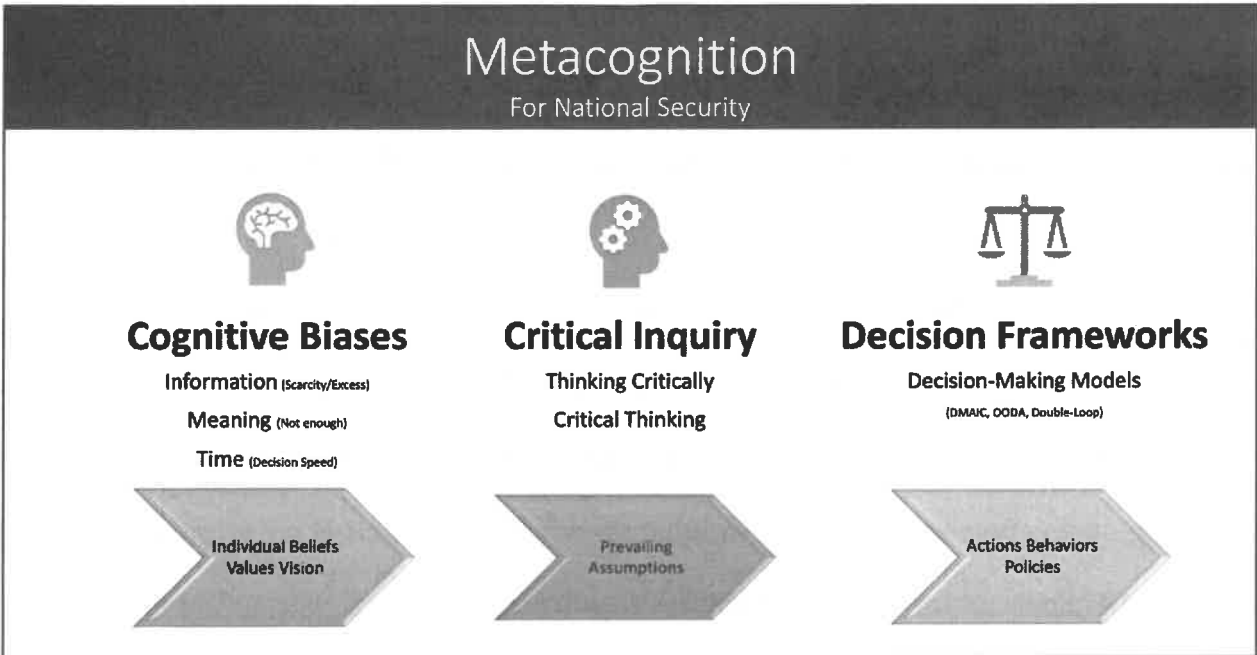 Metacognition
For National Security
Cognitive Biases
Information (Scarcity/Excess)
Meaning (Not enough)
Time (Decision Speed)
Individual Beliefs
Values Vision
Critical Inquiry
Thinking Critically
Critical Thinking
Prevailing
Assumptions
Decision Frameworks
Decision-Making Models
(DMAIC, OODA, Double-Loop)
Actions Behaviors
Policies